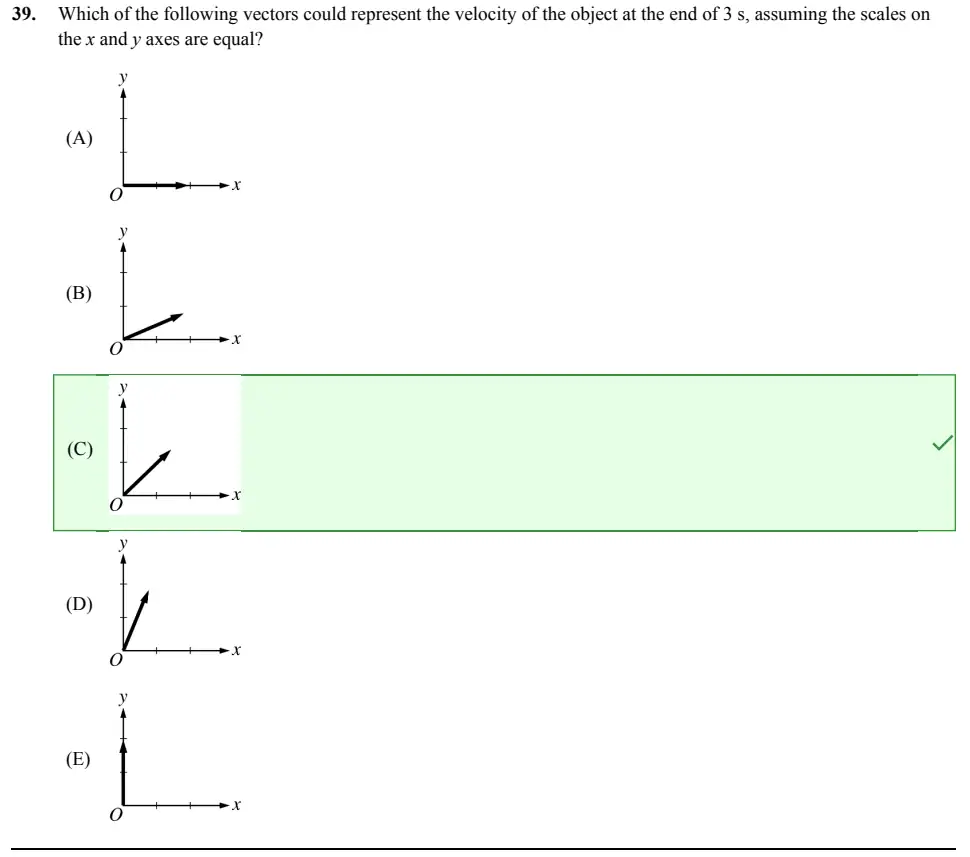 39. Which of the following vectors could represent the velocity of the object at the end of 3 s, assuming the scales on
the x and y axes are equal?
y
(A)
O
x
y
(B)
O
x
y
(C)
O
x
y
(D)
O
x
y
(E)
O
x